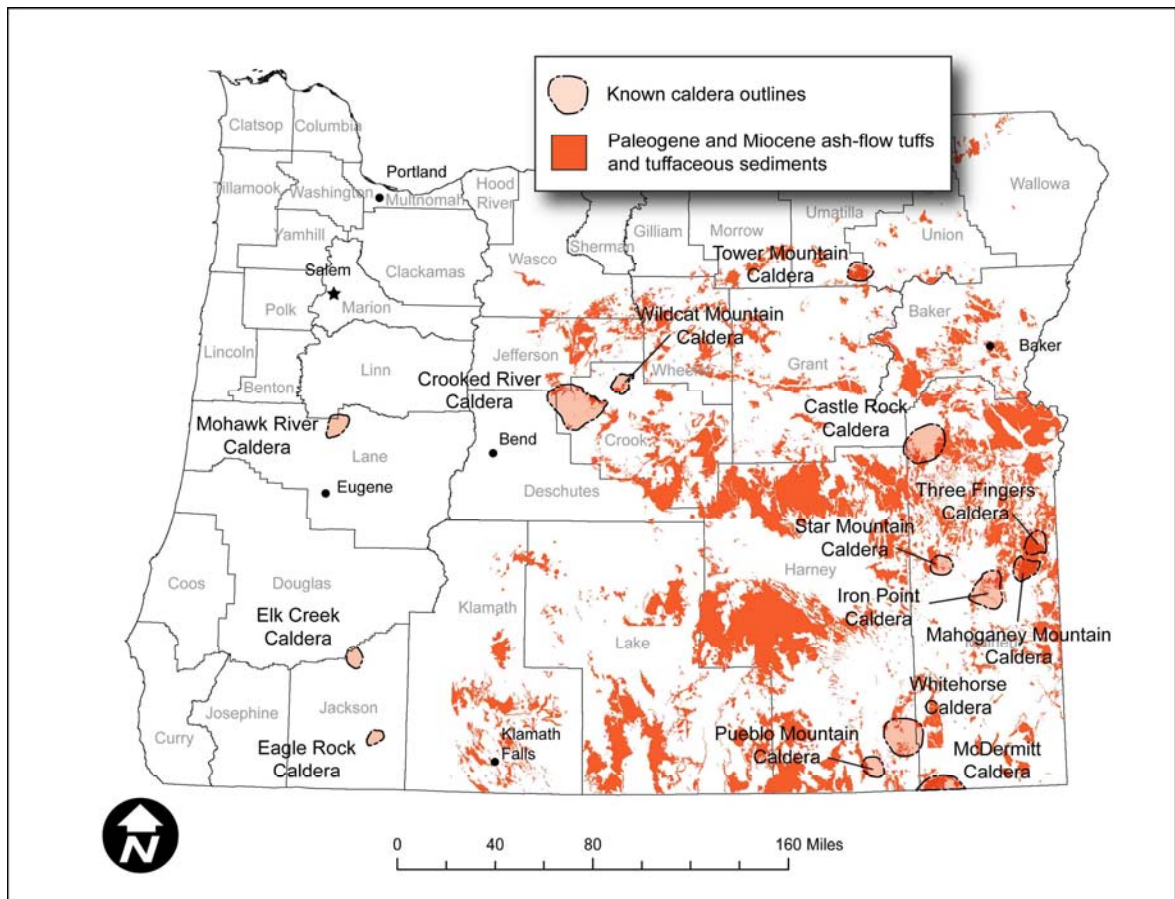 Known caldera outlines
Paleogene and Miocene ash-flow tuffs
and tuffaceous sediments
Clatsop
Columbia
Portland
Tillamook
Washington
Multnomah
Hood
River
Wallowa
Umatilla
Yamhill
Gilliam
Morrow
Union
Sherman
Wasco
Salem
Clackamas
Tower Mountain
Caldera
Polk
Marion
Wildcat Mountain
Caldera
Baker
Baker
Lincoln
Jefferson
Grant
Linn
Wheeler
Benton
Crooked River
Caldera
Castle Rock
Caldera
Mohawk River
Caldera
Lane
Bend
Crook
Eugene
Deschutes
Three Fingers
Caldera
Star Mountain
Caldera
Harney
Coos
Douglas
Klamath
Iron Point
Caldera
Elk Creek
Caldera
Lake
Mahoganey Mountain
Caldera
Malheur
Whitehorse
Caldera
Josephine
Jackson
Curry
Klamath
Falls
Pueblo Mountain
Caldera
McDermitt
Caldera
Eagle Rock
Caldera
N
0 40 80 160 Miles